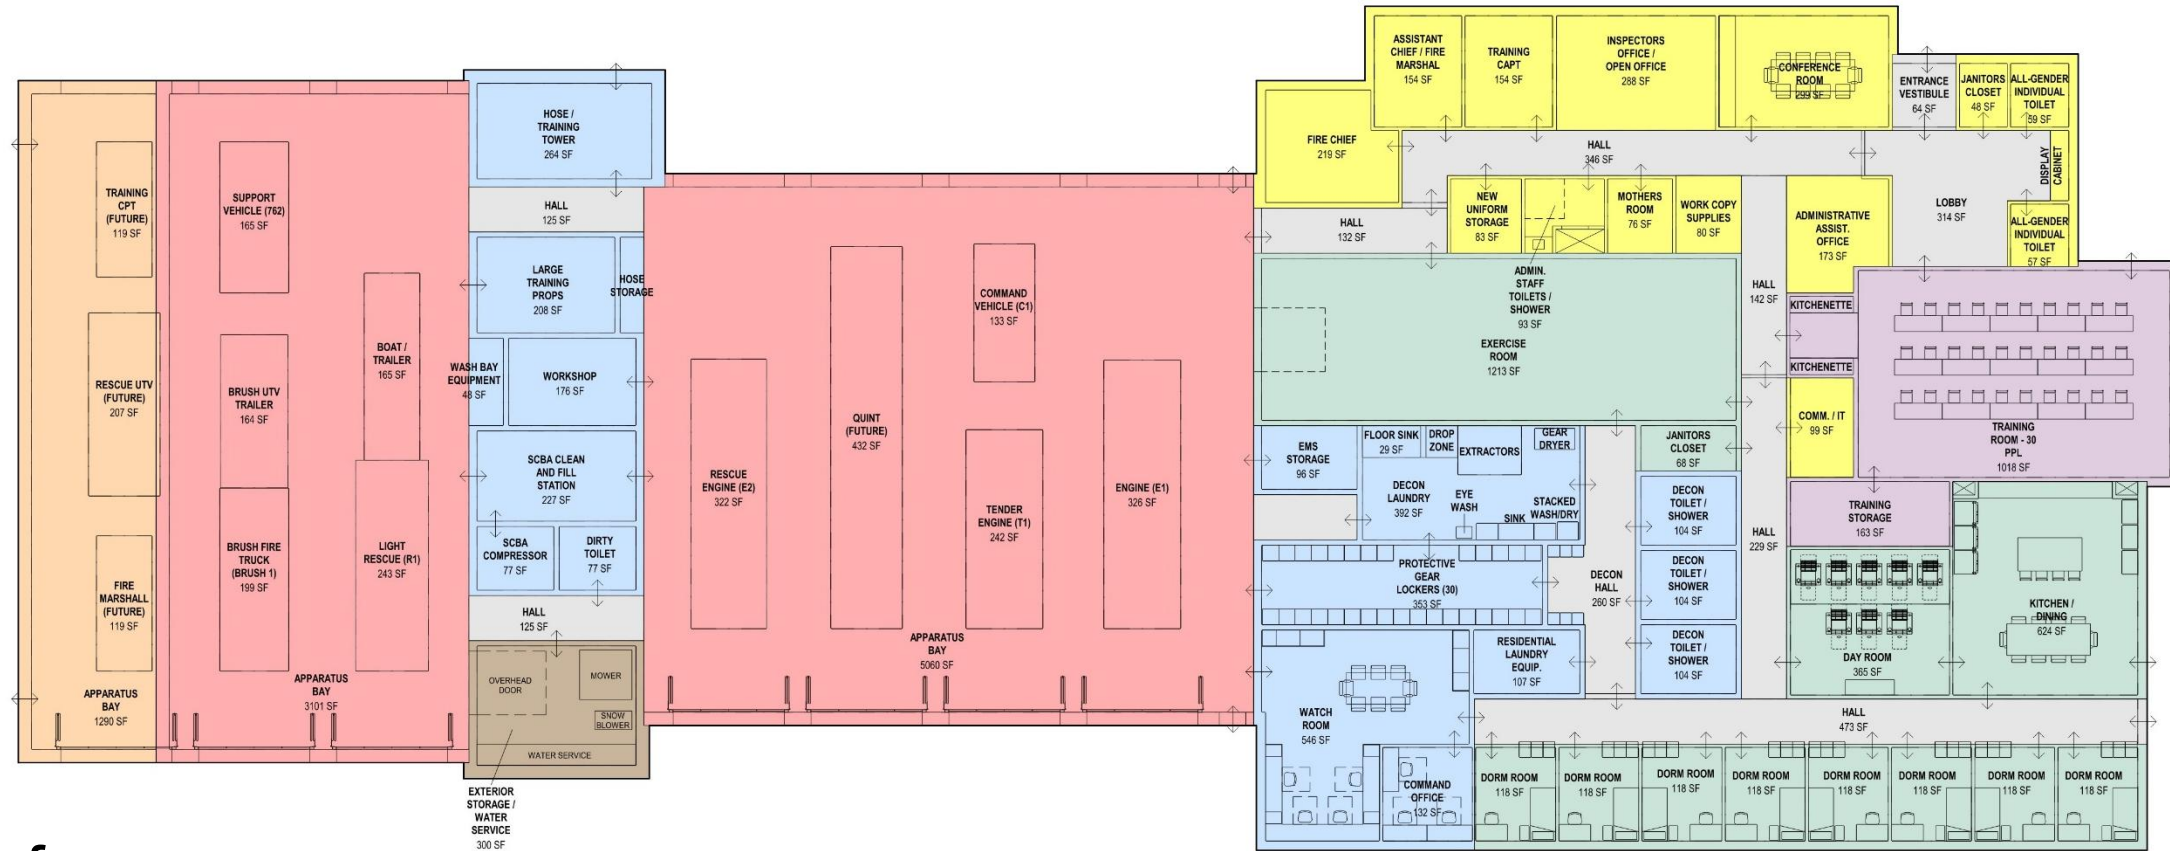 TRAINING
CPT
(FUTURE)
119 SF
RESCUE UTV
(FUTURE)
207 SF
FIRE
MARSHALL
(FUTURE)
119 SF
APPARATUS
BAY
1290 SF
SUPPORT
VEHICLE (762)
165 SF
BRUSH UTV
TRAILER
164 SF
BRUSH FIRE
TRUCK
(BRUSH 1)
199 SF
BOAT /
TRAILER
165 SF
LIGHT
RESCUE (R1)
243 SF
APPARATUS
BAY
3101 SF
HOSE /
TRAINING
TOWER
264 SF
HALL
125 SF
LARGE
TRAINING
PROPS
208 SF
HOSE
STORAGE
WASH BAY
EQUIPMENT
48 SF
WORKSHOP
176 SF
SCBA CLEAN
AND FILL
STATION
227 SF
SCBA
COMPRESSOR
77 SF
DIRTY
TOILET
77 SF
HALL
125 SF
OVERHEAD
DOOR
MOWER
SNOW
BLOWER
WATER SERVICE
EXTERIOR
STORAGE /
WATER
SERVICE
300 SF
RESCUE
ENGINE (E2)
322 SF
QUINT
(FUTURE)
432 SF
COMMAND
VEHICLE (C1)
133 SF
TENDER
ENGINE (T1)
242 SF
ENGINE (E1)
326 SF
APPARATUS
BAY
5060 SF
FIRE CHIEF
219 SF
ASSISTANT
CHIEF / FIRE
MARSHAL
154 SF
TRAINING
CAPT
154 SF
INSPECTORS
OFFICE /
OPEN OFFICE
288 SF
CONFERENCE
ROOM
299 SF
ENTRANCE
VESTIBULE
64 SF
JANITORS
CLOSET
48 SF
ALL-GENDER
INDIVIDUAL
TOILET
59 SF
HALL
346 SF
DISPLAY
CABINET
LOBBY
314 SF
ALL-GENDER
INDIVIDUAL
TOILET
57 SF
HALL
132 SF
NEW
UNIFORM
STORAGE
83 SF
MOTHERS
ROOM
76 SF
WORK COPY
SUPPLIES
80 SF
ADMINISTRATIVE
ASSIST.
OFFICE
173 SF
ADMIN.
STAFF
TOILETS /
SHOWER
93 SF
EXERCISE
ROOM
1213 SF
HALL
142 SF
KITCHENETTE
KITCHENETTE
TRAINING
ROOM - 30
PPL
1018 SF
COMM. / IT
99 SF
EMS
STORAGE
96 SF
FLOOR SINK
29 SF
DROP
ZONE
EXTRACTORS
GEAR
DRYER
DECON
LAUNDRY
392 SF
EYE
WASH
SINK
STACKED
WASH/DRY
JANITORS
CLOSET
68 SF
DECON
TOILET /
SHOWER
104 SF
DECON
TOILET /
SHOWER
104 SF
DECON
TOILET /
SHOWER
104 SF
HALL
229 SF
TRAINING
STORAGE
163 SF
PROTECTIVE
GEAR
LOCKERS (30)
353 SF
DECON
HALL
260 SF
RESIDENTIAL
LAUNDRY
EQUIP.
107 SF
DAY ROOM
365 SF
KITCHEN /
DINING
624 SF
WATCH
ROOM
546 SF
COMMAND
OFFICE
132 SF
HALL
473 SF
DORM ROOM
118 SF
DORM ROOM
118 SF
DORM ROOM
118 SF
DORM ROOM
118 SF
DORM ROOM
118 SF
DORM ROOM
118 SF
DORM ROOM
118 SF
DORM ROOM
118 SF